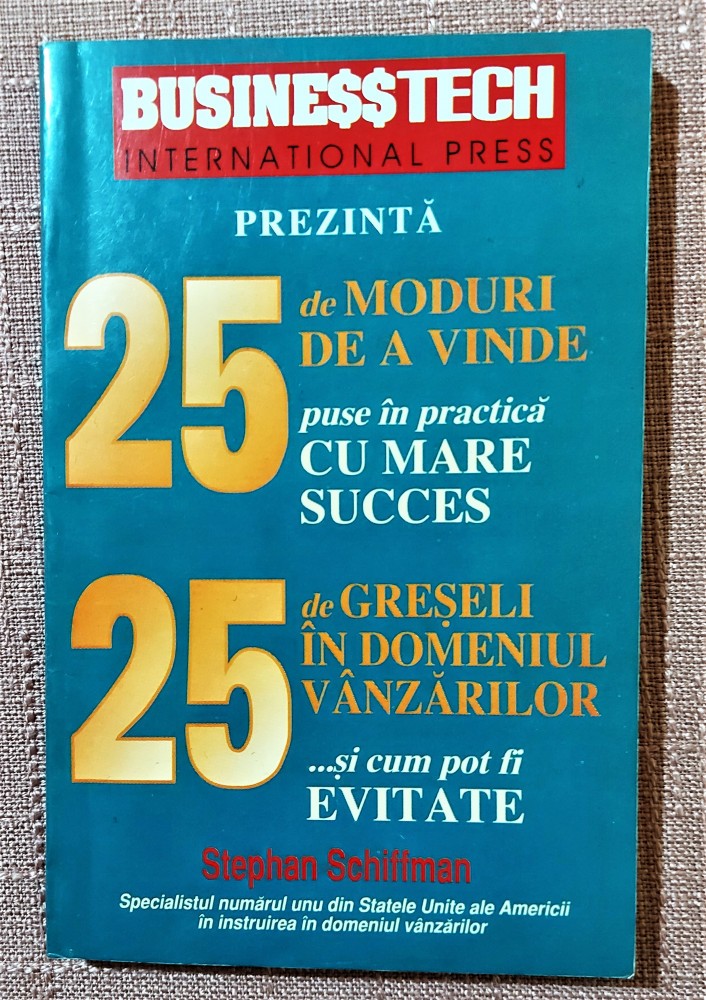 BUSINE$$TECH
INTERNATIONAL PRESS
PREZINTĂ
25
de MODURI
DE A VINDE
puse în practică
CU MARE
SUCCES
25
de GREȘELI
ÎN DOMENIUL
VÂNZĂRILOR
...și cum pot fi
EVITATE
Stephan Schiffman
Specialistul numărul unu din Statele Unite ale Americii
în instruirea în domeniul vânzărilor